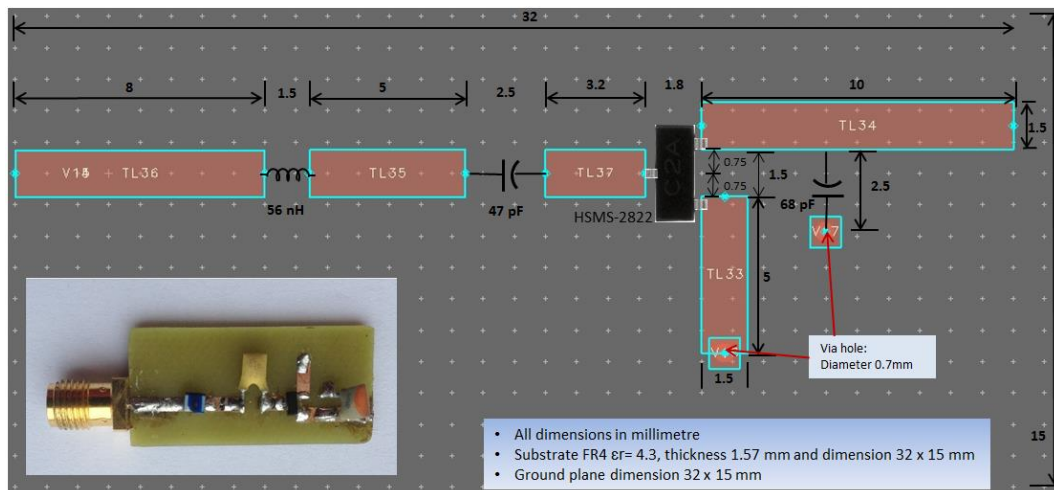 32
8
1.5
5
2.5
3.2
1.8
10
TL34
1.5
TL36
TL35
TL37
C2A
0.75
0.75
1.5
2.5
56 nH
47 pF
HSMS-2822
68 pF
TL33
5
Via hole:
Diameter 0.7mm
1.5
15
• All dimensions in millimetre
• Substrate FR4 εr= 4.3, thickness 1.57 mm and dimension 32 x 15 mm
• Ground plane dimension 32 x 15 mm